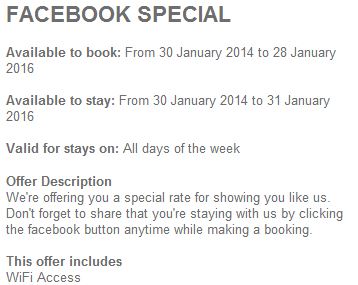 FACEBOOK SPECIAL
Available to book: From 30 January 2014 to 28 January
2016
Available to stay: From 30 January 2014 to 31 January
2016
Valid for stays on: All days of the week
Offer Description
We're offering you a special rate for showing you like us.
Don't forget to share that you're staying with us by clicking
the facebook button anytime while making a booking.
This offer includes
WiFi Access